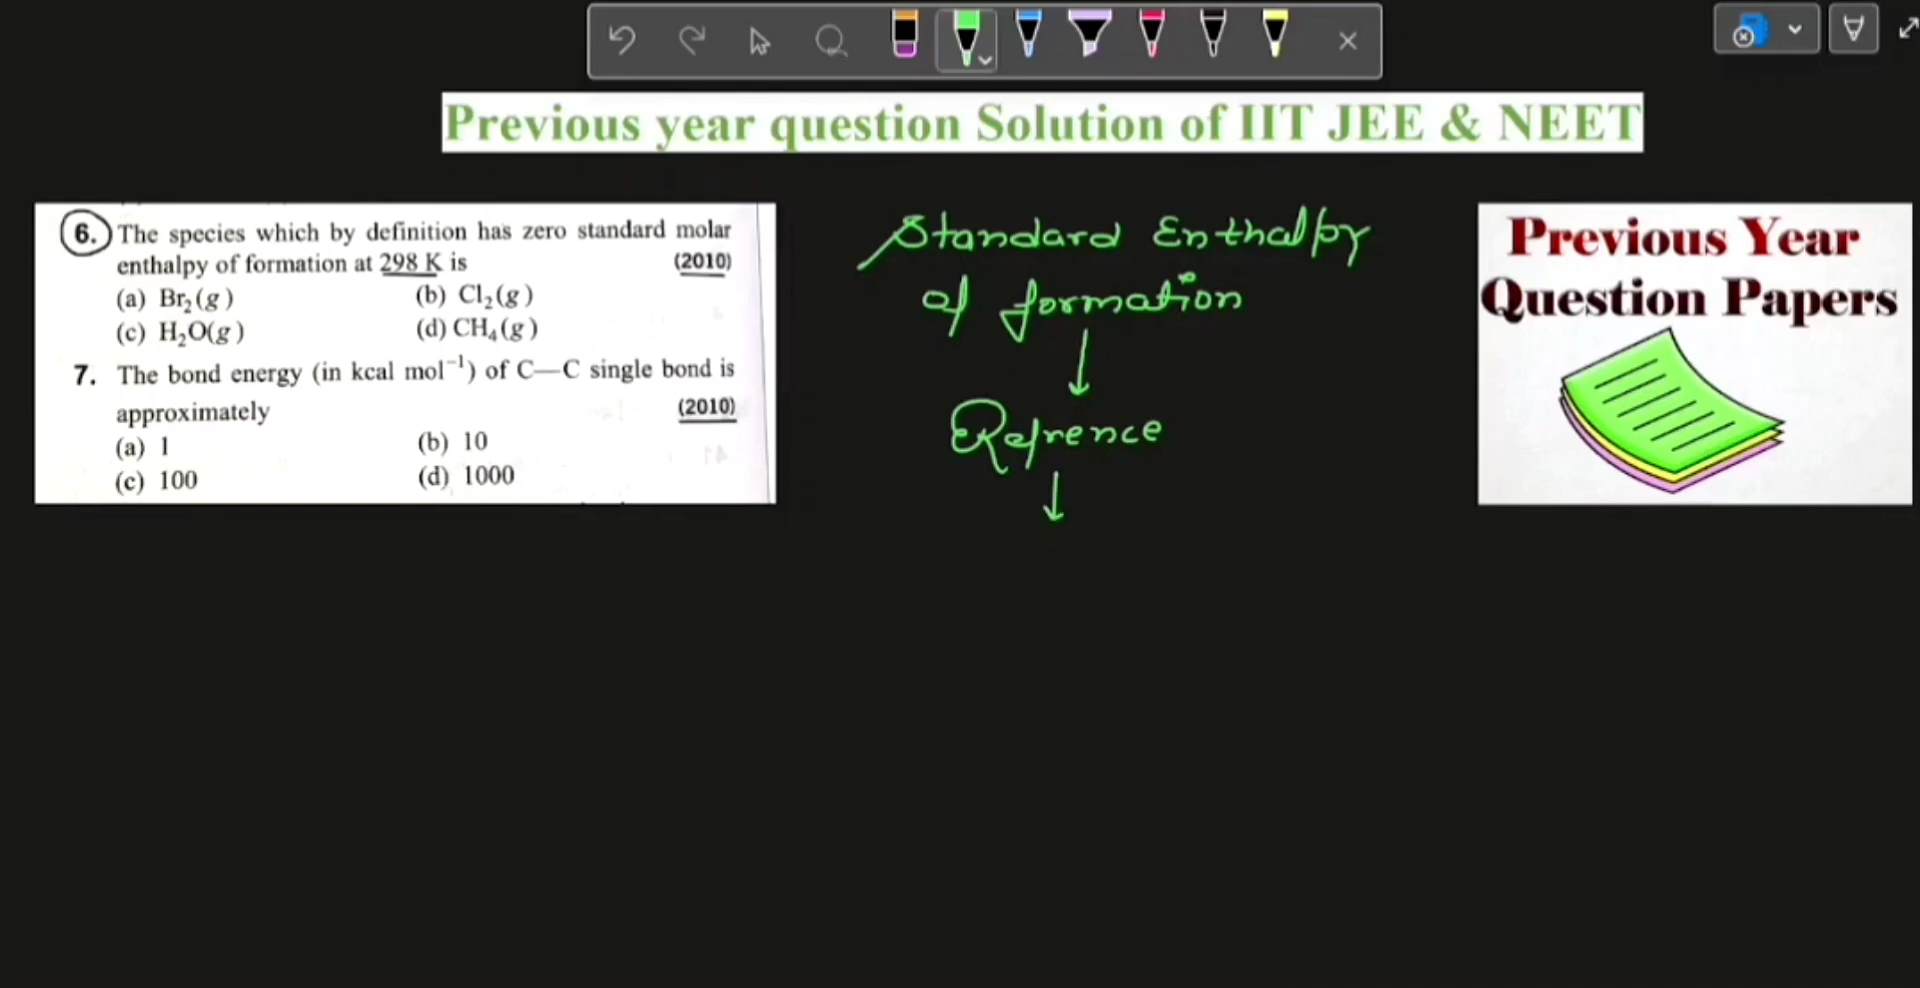 Previous year question Solution of IIT JEE & NEET
6. The species which by definition has zero standard molar
enthalpy of formation at 298 K is (2010)
(a) Br₂(g) (b) Cl₂(g)
(c) H₂O(g) (d) CH₄(g)
7. The bond energy (in kcal mol⁻¹) of C—C single bond is
approximately (2010)
(a) 1 (b) 10
(c) 100 (d) 1000
Standard Enthalpy
of formation
↓
Refrence
↓
Previous Year
Question Papers